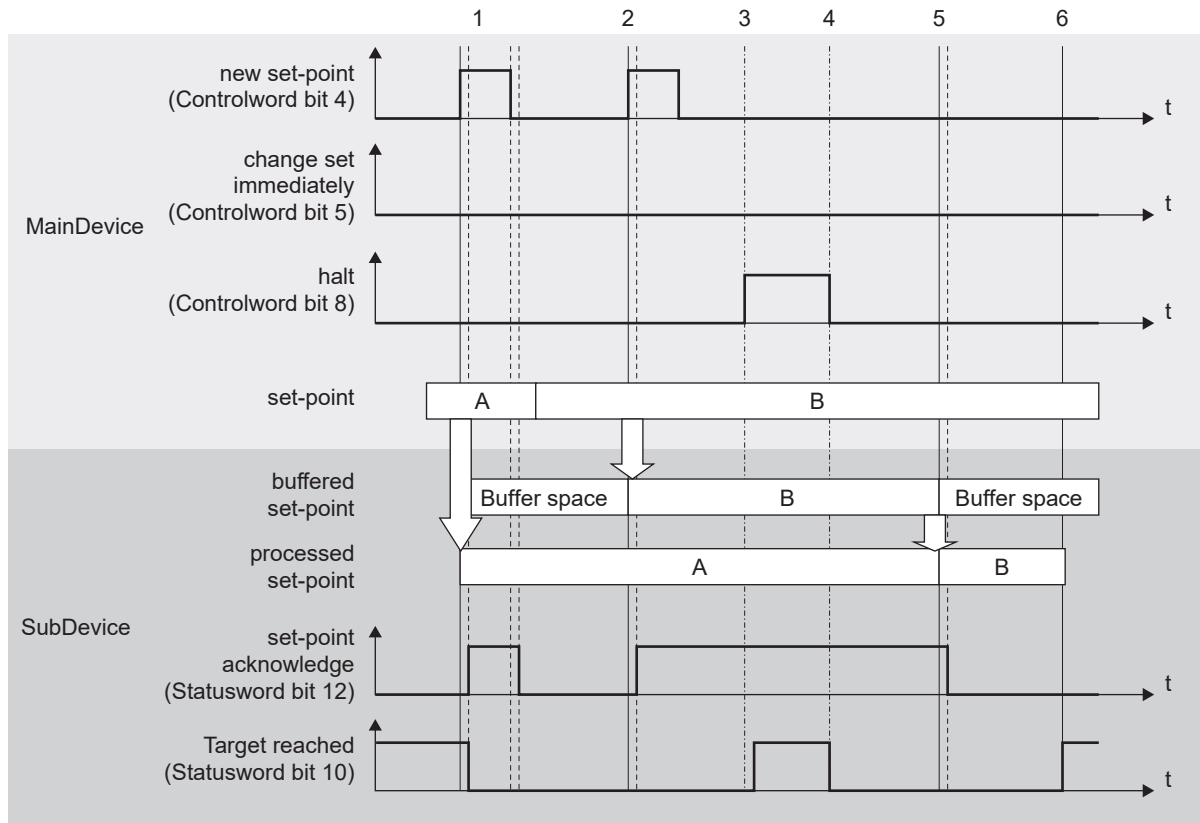 1 2 3 4 5 6
new set-point
(Controlword bit 4)
t
change set
immediately
(Controlword bit 5)
t
MainDevice
halt
(Controlword bit 8)
t
set-point
A
B
buffered
set-point
Buffer space
B
Buffer space
processed
set-point
A
B
SubDevice
set-point
acknowledge
(Statusword bit 12)
t
Target reached
(Statusword bit 10)
t